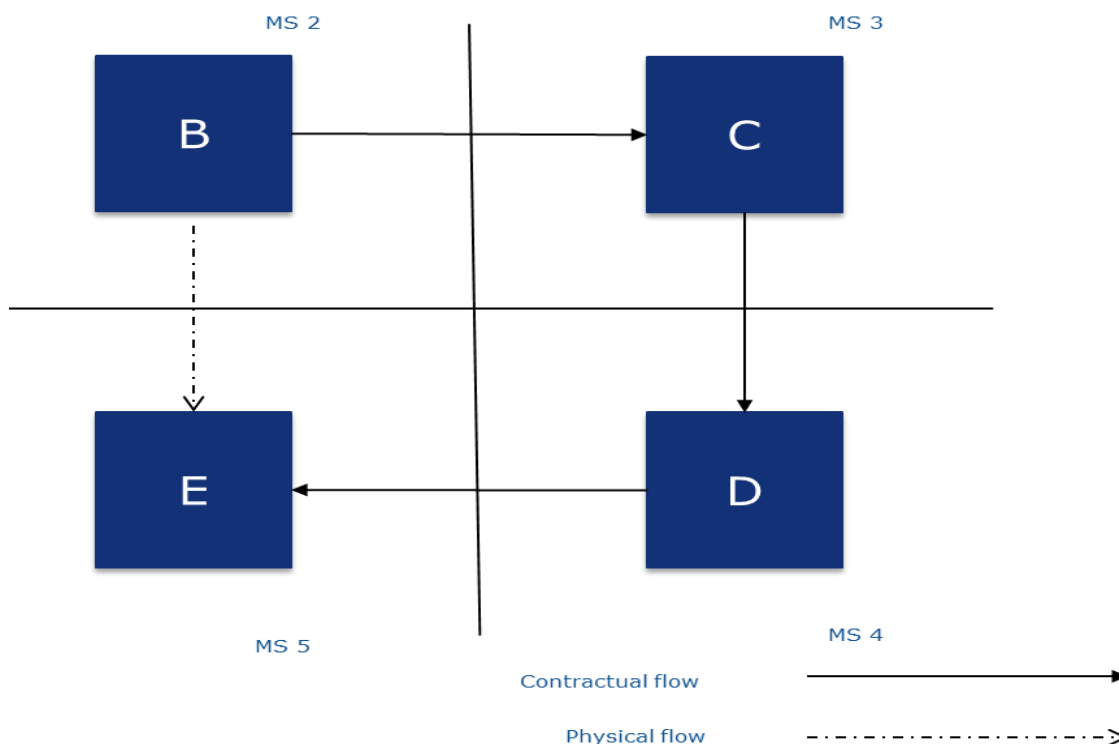 MS 2
MS 3
B
C
E
D
MS 5
MS 4
Contractual flow
Physical flow